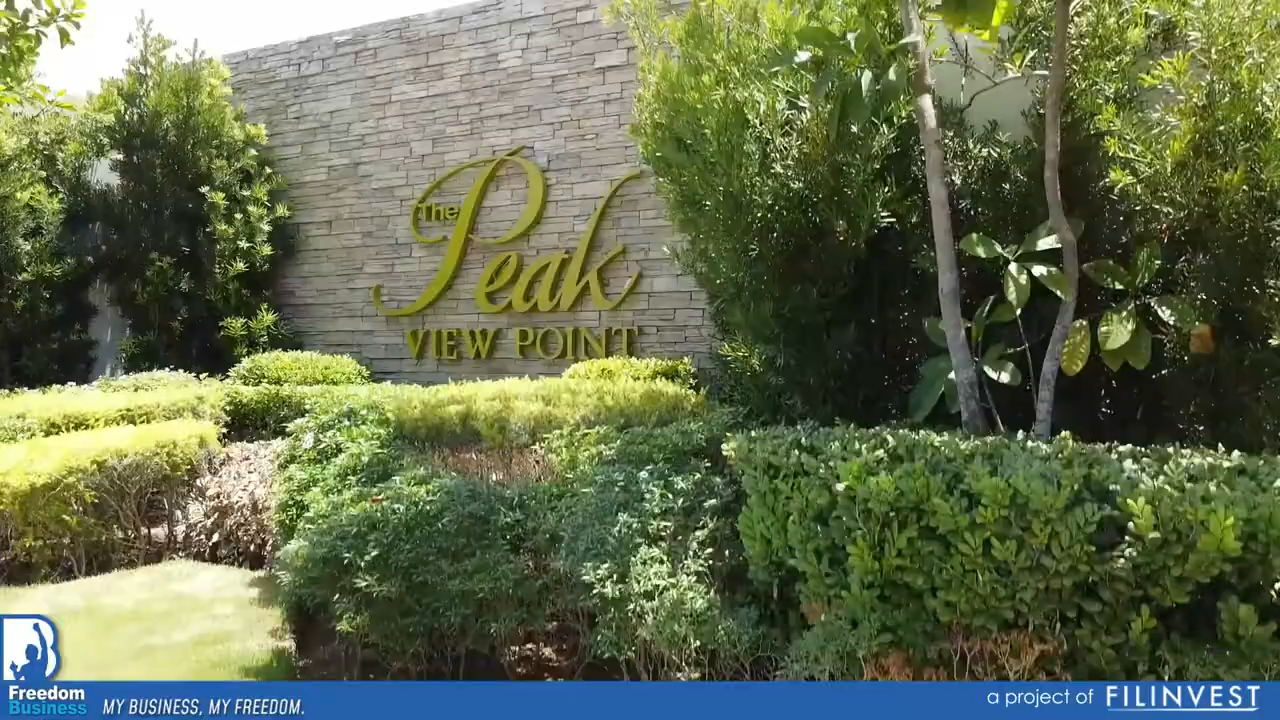 The
Peak
VIEW POINT
Freedom
Business
MY BUSINESS, MY FREEDOM.
a project of FILINVEST